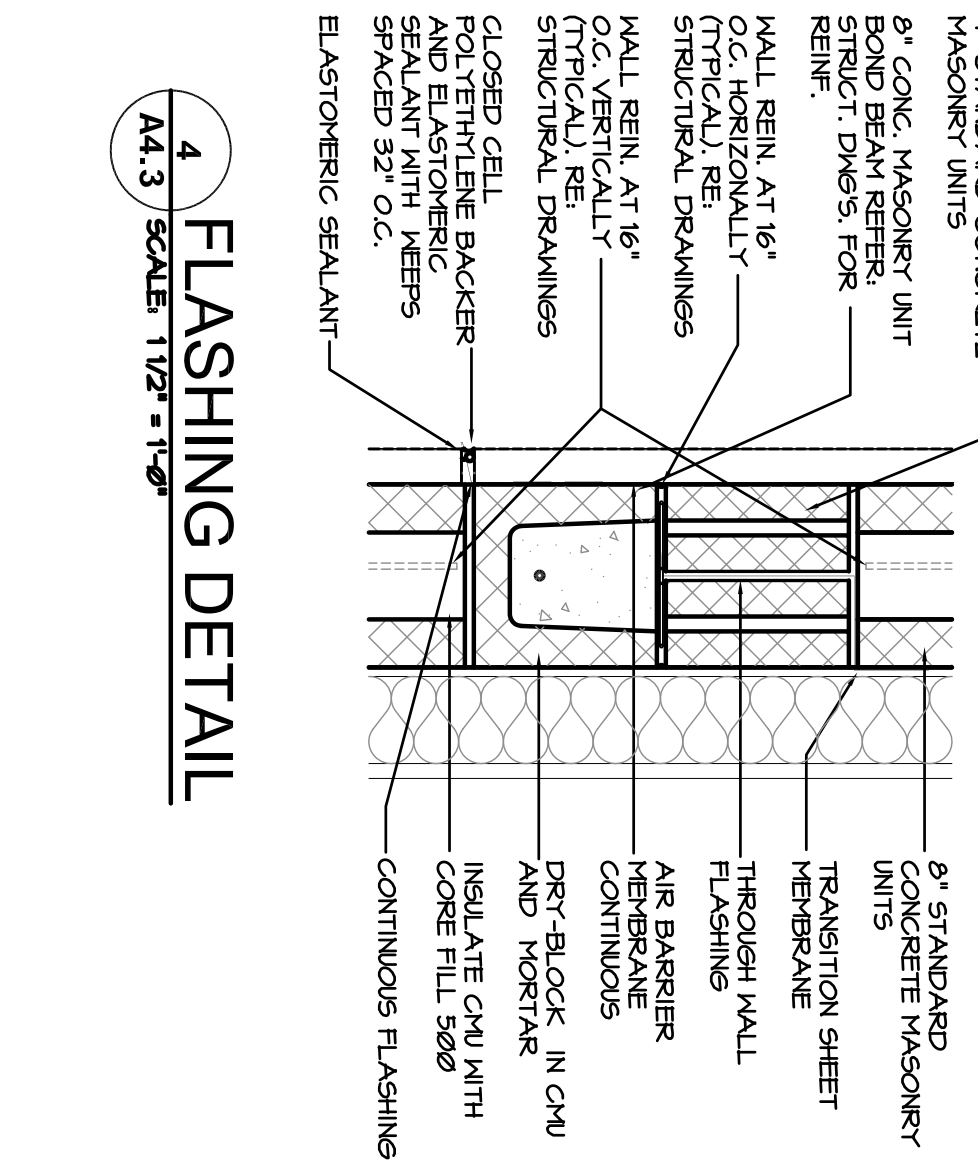 MASONRY UNITS
8" CONC. MASONRY UNIT
BOND BEAM REFER:
STRUCT. DWG'S. FOR
REINF.
WALL REIN. AT 16"
O.C. HORIZONALLY
(TYPICAL). RE:
STRUCTURAL DRAWINGS
WALL REIN. AT 16"
O.C. VERTICALLY
(TYPICAL). RE:
STRUCTURAL DRAWINGS
CLOSED CELL
POLYETHYLENE BACKER
AND ELASTOMERIC
SEALANT WITH WEEPS
SPACED 32" O.C.
ELASTOMERIC SEALANT
8" STANDARD
CONCRETE MASONRY
UNITS
TRANSITION SHEET
MEMBRANE
THROUGH WALL
FLASHING
AIR BARRIER
MEMBRANE
CONTINUOUS
DRY-BLOCK IN CMU
AND MORTAR
INSULATE CMU WITH
CORE FILL 500
CONTINUOUS FLASHING
4
A4.3
FLASHING DETAIL
SCALE: 1 1/2" = 1'-0"